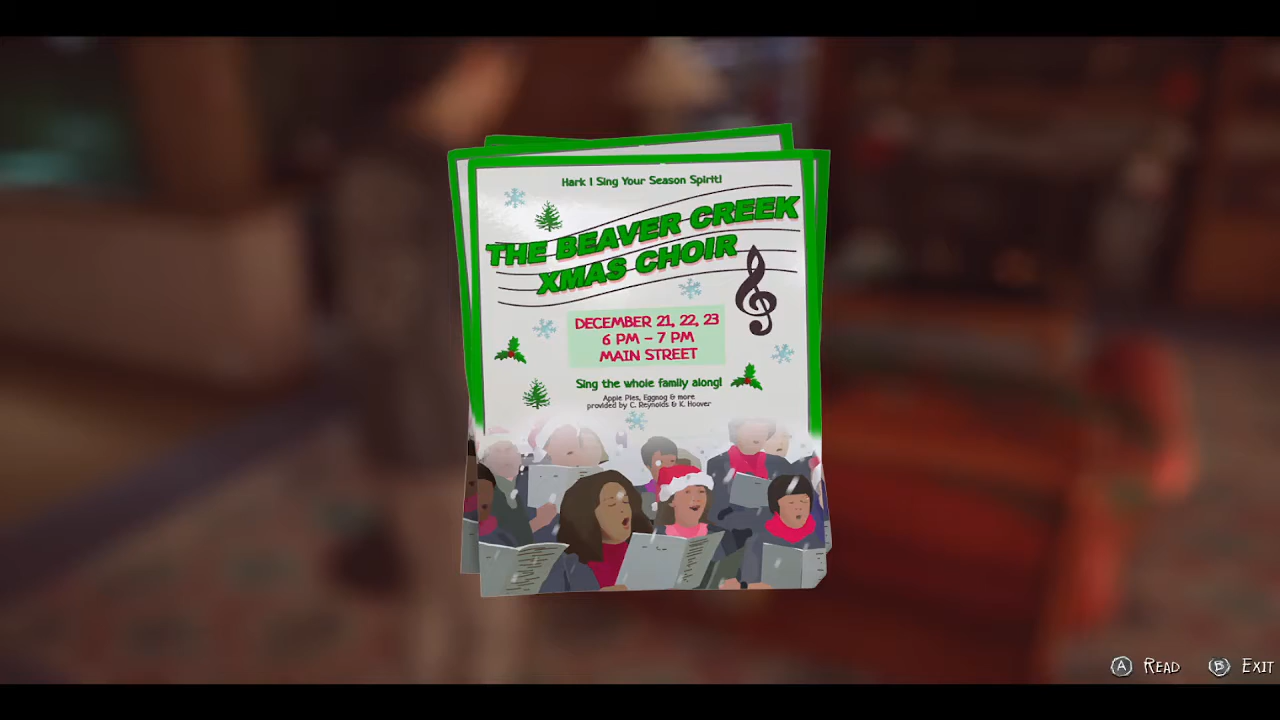 Hark I Sing Your Season Spirit!
THE BEAVER CREEK
XMAS CHOIR
DECEMBER 21, 22, 23
6 PM - 7 PM
MAIN STREET
Sing the whole family along!
Apple Pies, Eggnog & more
provided by C. Reynolds & K. Hoover
A READ B EXIT